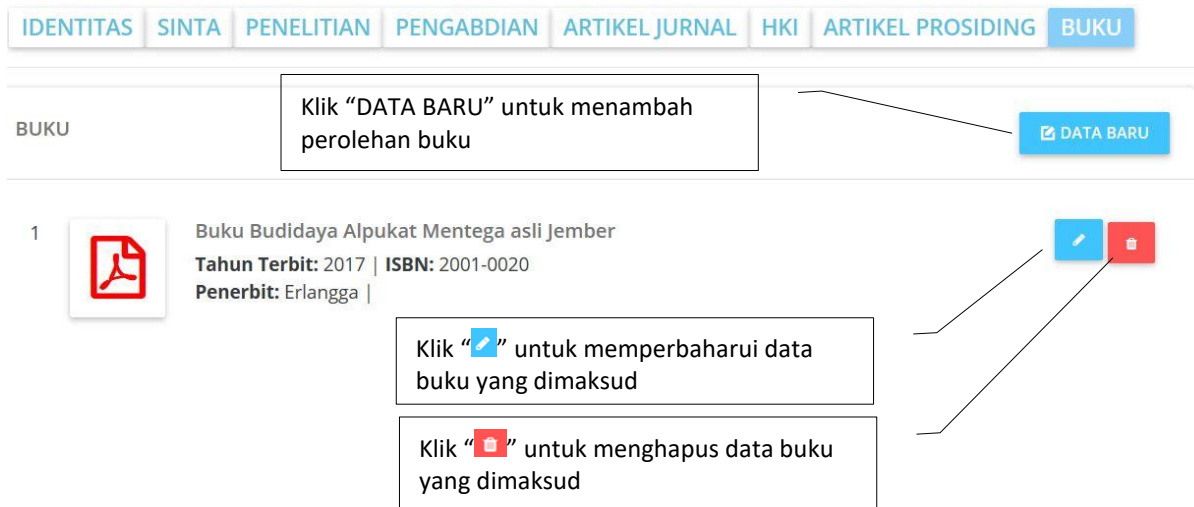 IDENTITAS SINTA PENELITIAN PENGABDIAN ARTIKEL JURNAL HKI ARTIKEL PROSIDING BUKU
Klik “DATA BARU” untuk menambah
perolehan buku
BUKU
DATA BARU
1
Buku Budidaya Alpukat Mentega asli Jember
Tahun Terbit: 2017 | ISBN: 2001-0020
Penerbit: Erlangga |
Klik “ ” untuk memperbaharui data
buku yang dimaksud
Klik “ ” untuk menghapus data buku
yang dimaksud